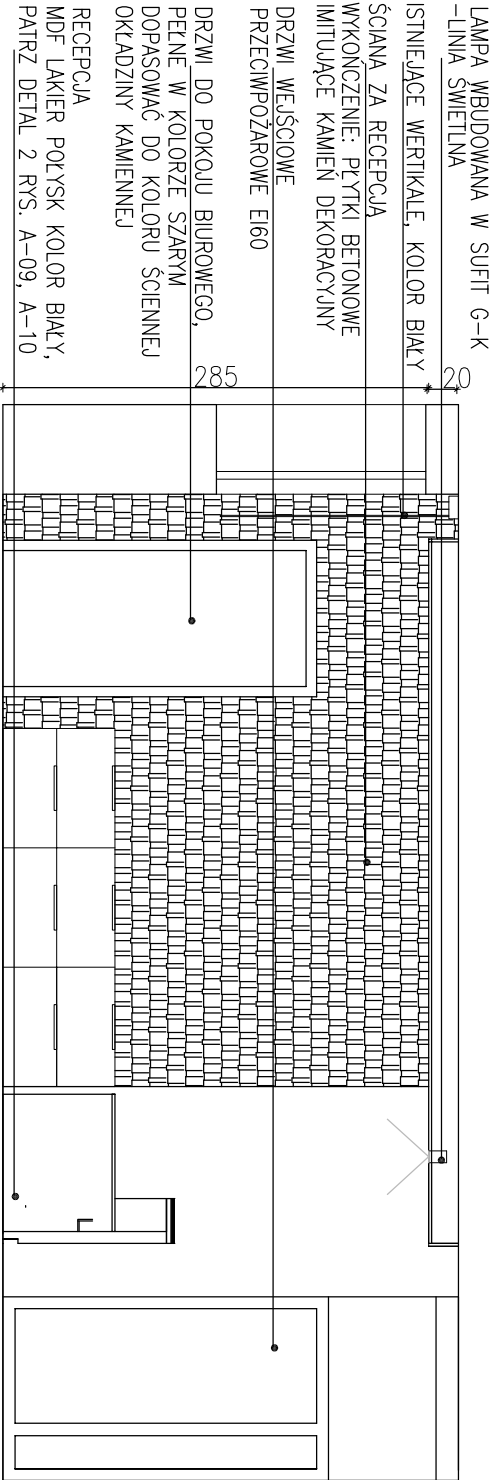 LAMPA WBUDOWANA W SUFIT G-K
-LINIA ŚWIETLNA
ISTNIEJĄCE WERTIKALE, KOLOR BIAŁY
ŚCIANA ZA RECEPCJĄ
WYKOŃCZENIE: PŁYTKI BETONOWE
IMITUJĄCE KAMIEŃ DEKORACYJNY
DRZWI WEJŚCIOWE
PRZECIWPOŻAROWE EI60
DRZWI DO POKOJU BIUROWEGO,
PEŁNE W KOLORZE SZARYM
DOPASOWAĆ DO KOLORU ŚCIENNEJ
OKŁADZINY KAMIENNEJ
RECEPCJA
MDF LAKIER POŁYSK KOLOR BIAŁY,
PATRZ DETAL 2 RYS. A-09, A-10
20
285